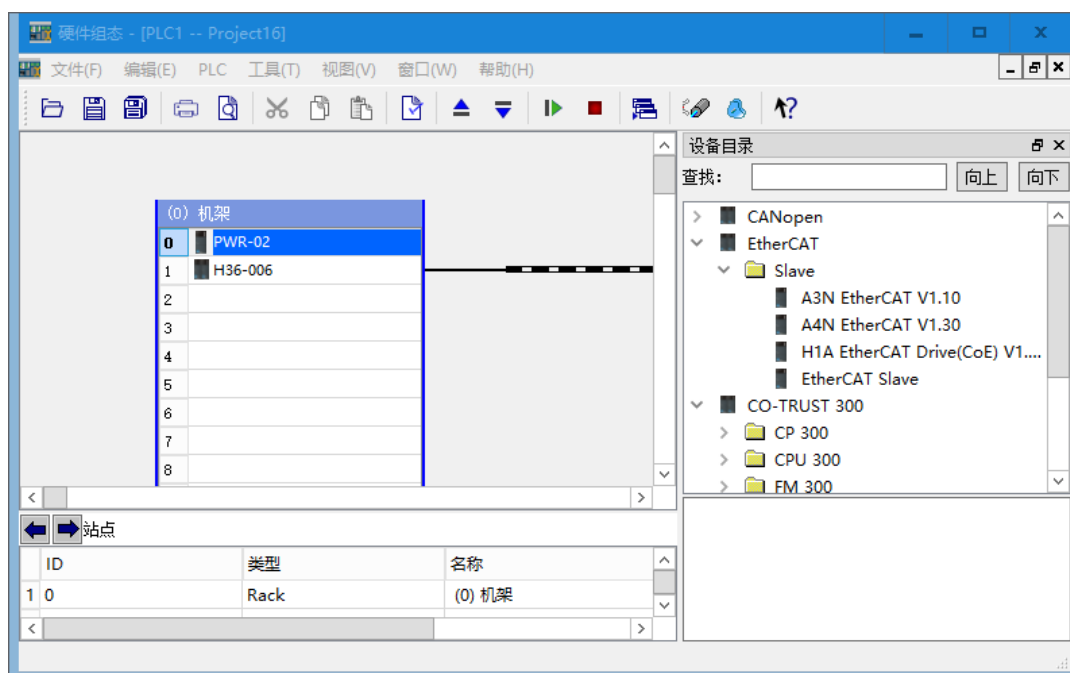 硬件组态 - [PLC1 -- Project16]
文件(F) 编辑(E) PLC 工具(T) 视图(V) 窗口(W) 帮助(H)
设备目录
查找: 向上 向下
(0) 机架
0 PWR-02
1 H36-006
2
3
4
5
6
7
8
CANopen
EtherCAT
Slave
A3N EtherCAT V1.10
A4N EtherCAT V1.30
H1A EtherCAT Drive(CoE) V1....
EtherCAT Slave
CO-TRUST 300
CP 300
CPU 300
FM 300
站点
ID 类型 名称
1 0 Rack (0) 机架